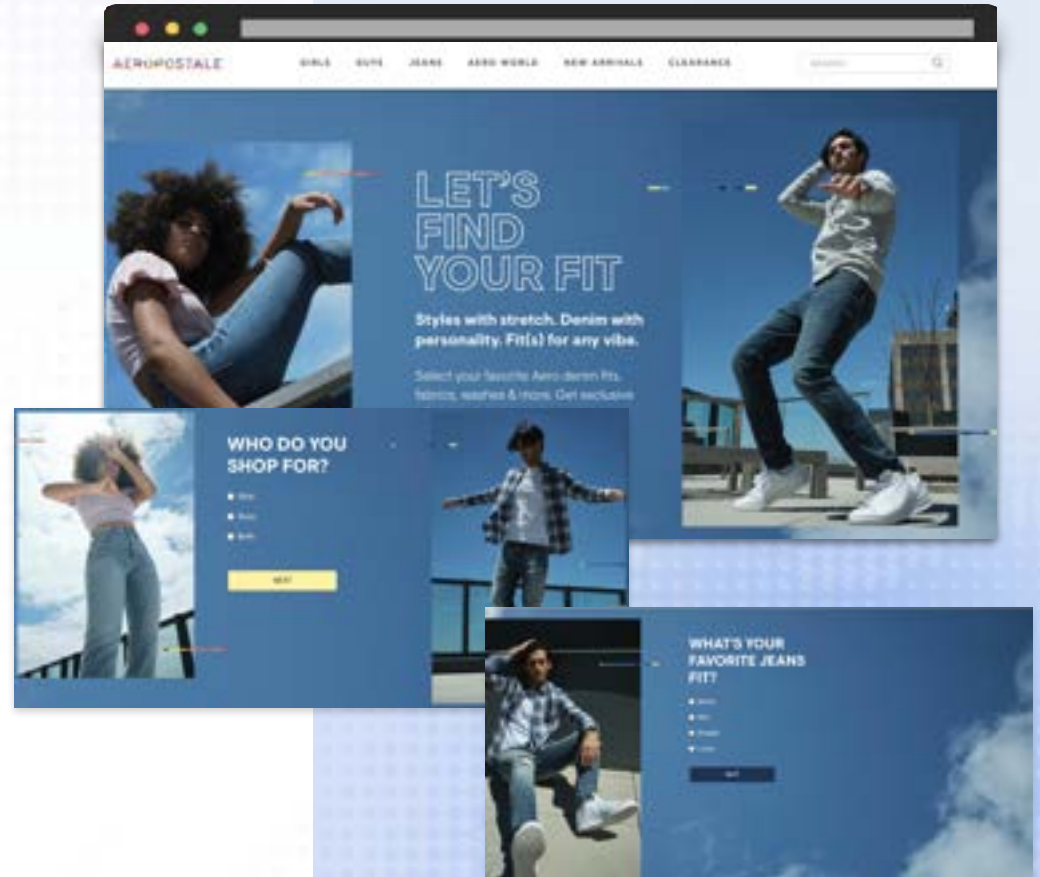 AEROPOSTALE
GIRLS GUYS JEANS AERO WORLD NEW ARRIVALS CLEARANCE
LET'S
FIND
YOUR FIT
Styles with stretch. Denim with
personality. Fit(s) for any vibe.
Select your favorite Aero denim fits,
fabrics, washes & more. Get exclusive
WHO DO YOU
SHOP FOR?
NEXT
WHAT'S YOUR
FAVORITE JEANS
FIT?